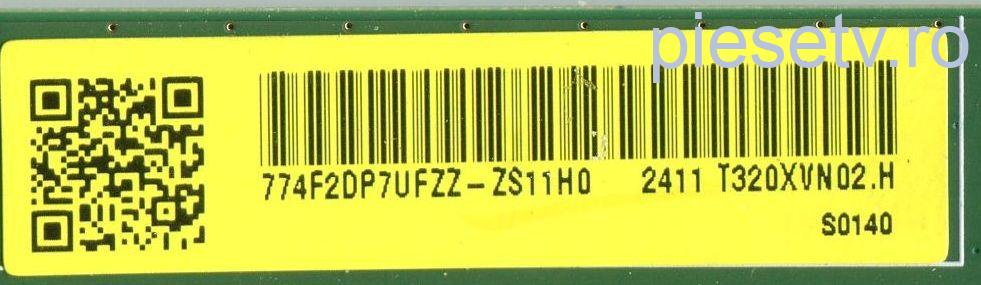 piesetv.ro
774F2DP7UFZZ-ZS11H0 2411 T320XVN02.H
S0140